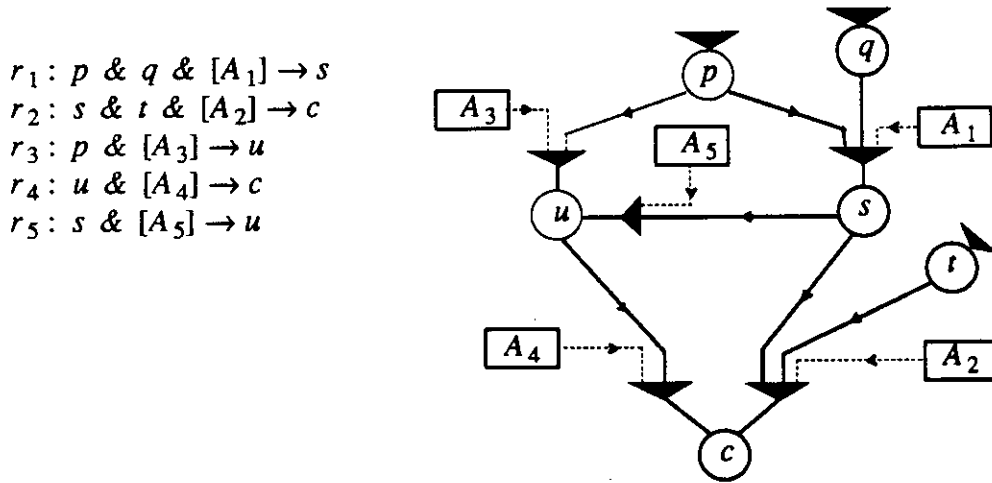 r₁ : p & q & [A₁] → s
r₂ : s & t & [A₂] → c
r₃ : p & [A₃] → u
r₄ : u & [A₄] → c
r₅ : s & [A₅] → u
q
p
A₃
A₁
A₅
u
s
t
A₄
A₂
c